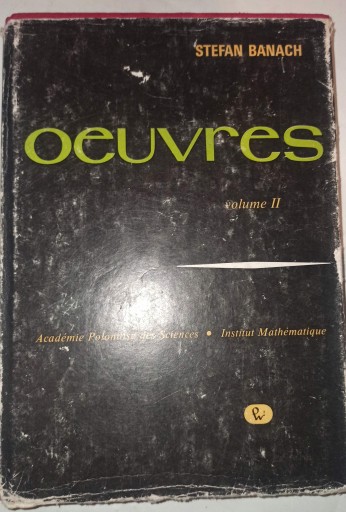 STEFAN BANACH
oeuvres
volume II
Académie Polonaise des Sciences • Institut Mathématique